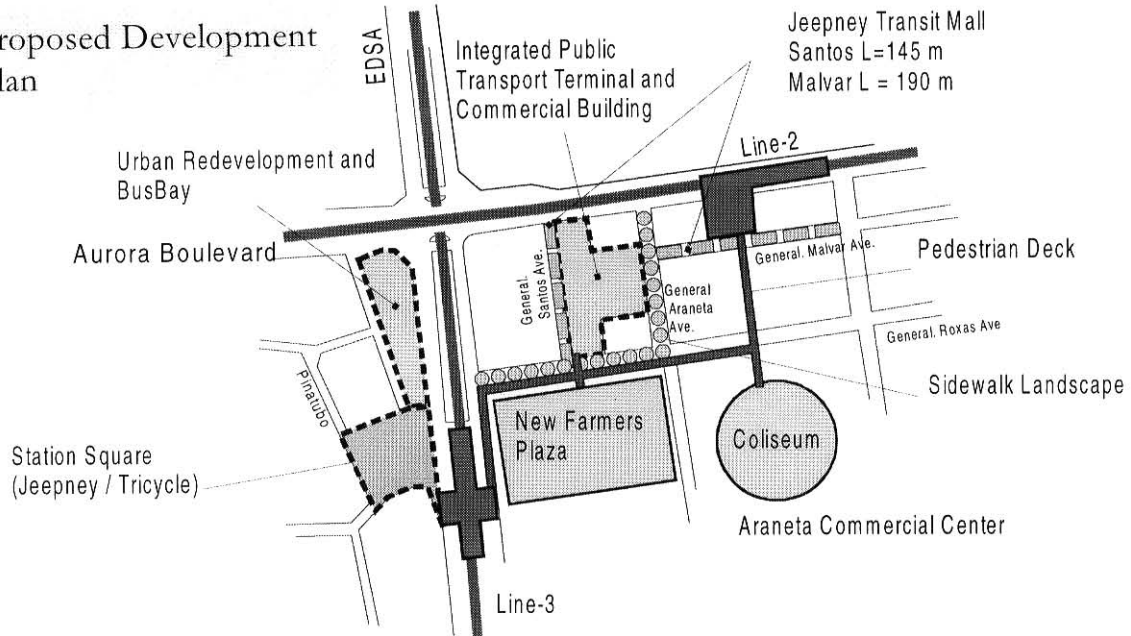 roposed Development
lan
EDSA
Integrated Public
Transport Terminal and
Commercial Building
Jeepney Transit Mall
Santos L=145 m
Malvar L = 190 m
Urban Redevelopment and
BusBay
Line-2
Aurora Boulevard
General.
Santos Ave.
General
Araneta
Ave.
General. Malvar Ave.
Pedestrian Deck
General. Roxas Ave
Pinatubo
Sidewalk Landscape
New Farmers
Plaza
Coliseum
Station Square
(Jeepney / Tricycle)
Araneta Commercial Center
Line-3